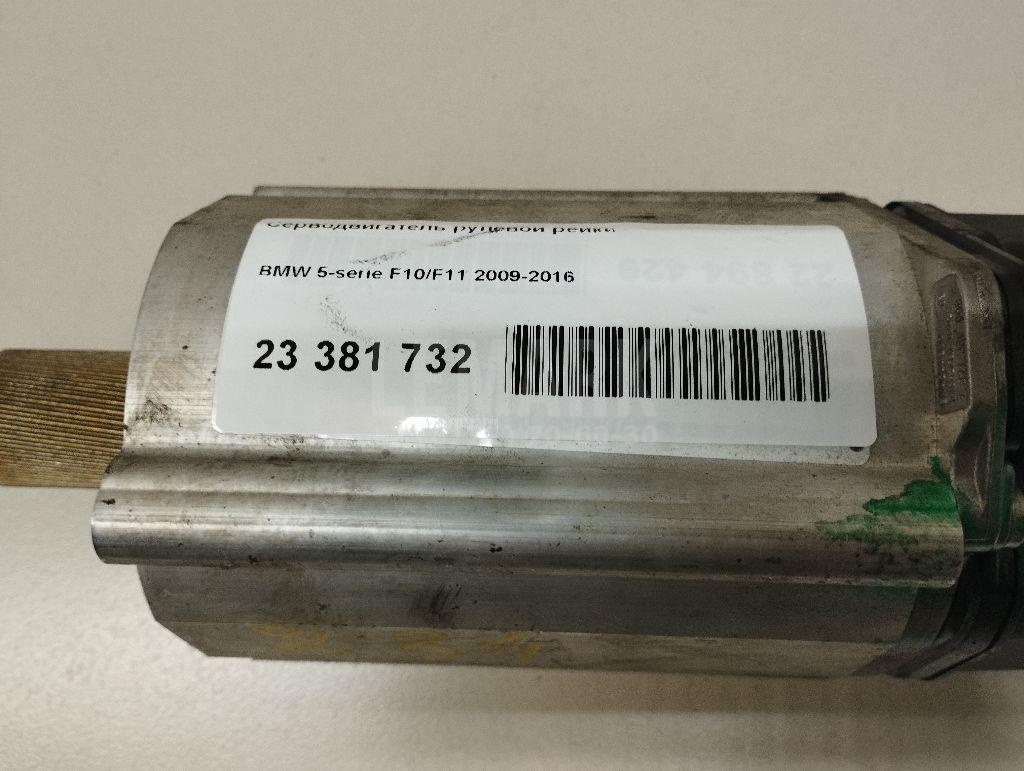 Серводвигатель рулевой рейки
BMW 5-serie F10/F11 2009-2016
23 381 732